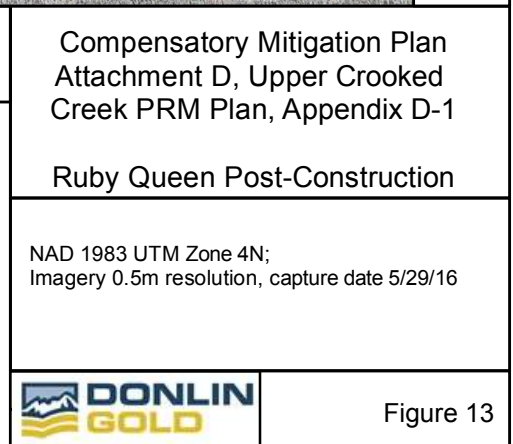 Compensatory Mitigation Plan
Attachment D, Upper Crooked
Creek PRM Plan, Appendix D-1
Ruby Queen Post-Construction
NAD 1983 UTM Zone 4N;
Imagery 0.5m resolution, capture date 5/29/16
DONLIN
GOLD
Figure 13